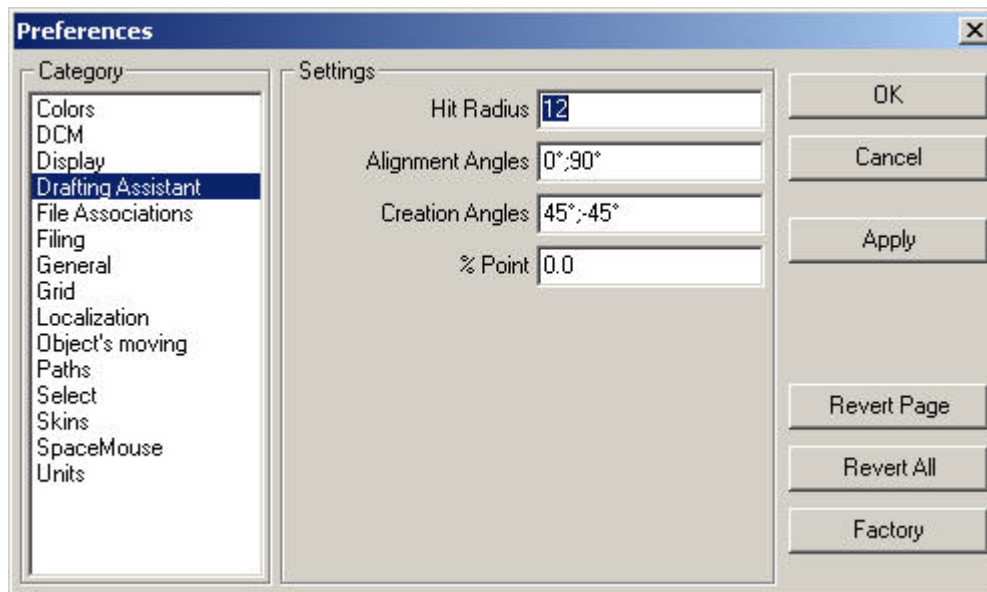 Preferences
Category
Colors
DCM
Display
Drafting Assistant
File Associations
Filing
General
Grid
Localization
Object's moving
Paths
Select
Skins
SpaceMouse
Units
Settings
Hit Radius 12
Alignment Angles 0°;90°
Creation Angles 45°;-45°
% Point 0.0
OK
Cancel
Apply
Revert Page
Revert All
Factory